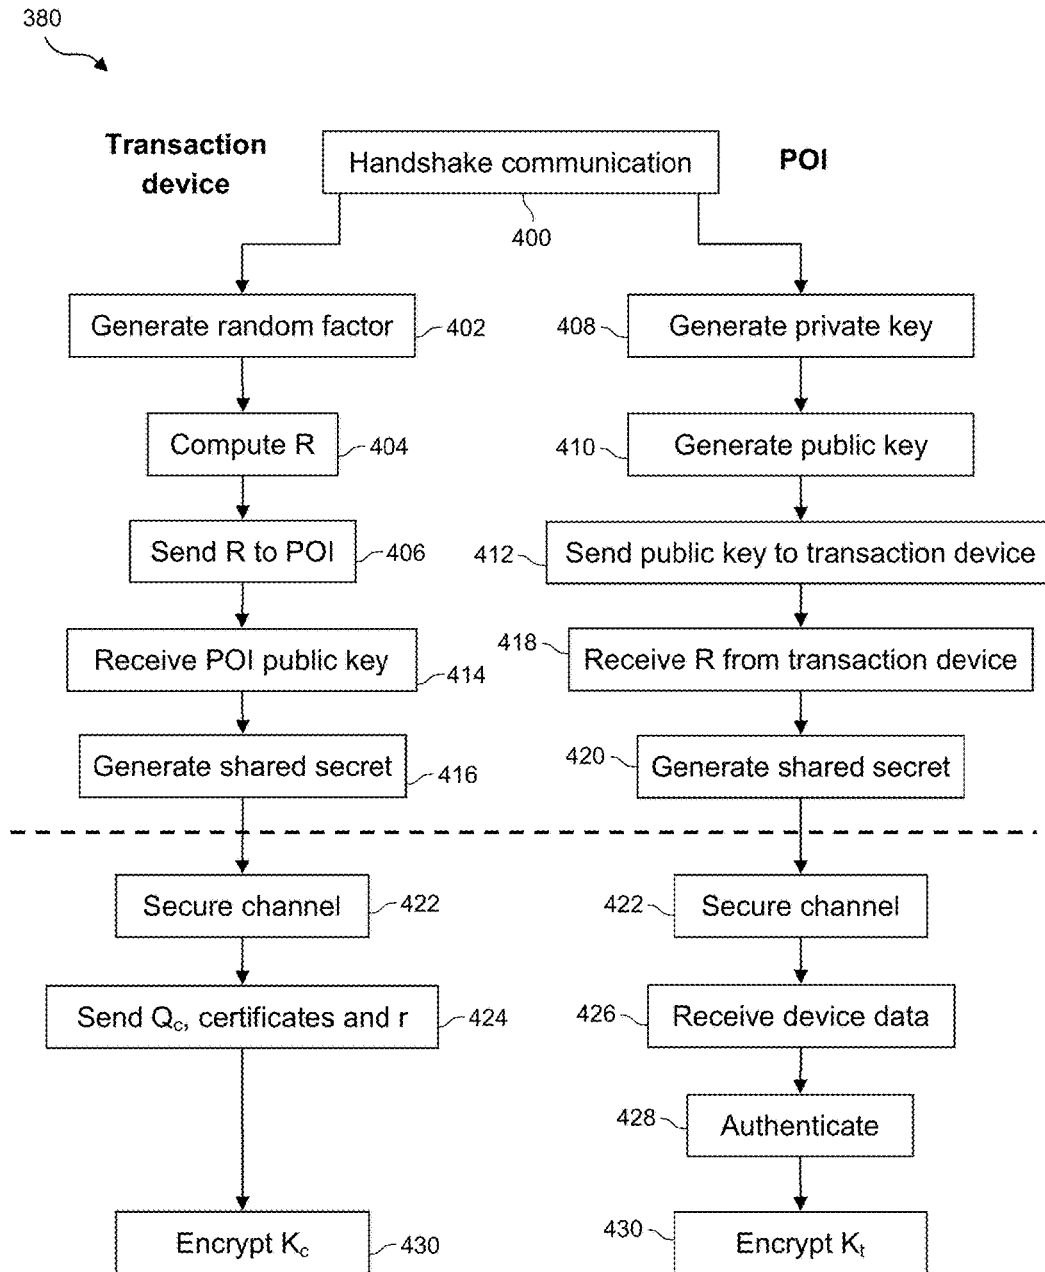 380
Transaction
device
Handshake communication
POI
400
Generate random factor
402
408
Generate private key
Compute R
404
410
Generate public key
Send R to POI
406
412
Send public key to transaction device
Receive POI public key
414
418
Receive R from transaction device
Generate shared secret
416
420
Generate shared secret
Secure channel
422
422
Secure channel
Send Qc, certificates and r
424
426
Receive device data
428
Authenticate
Encrypt Kc
430
430
Encrypt Kt